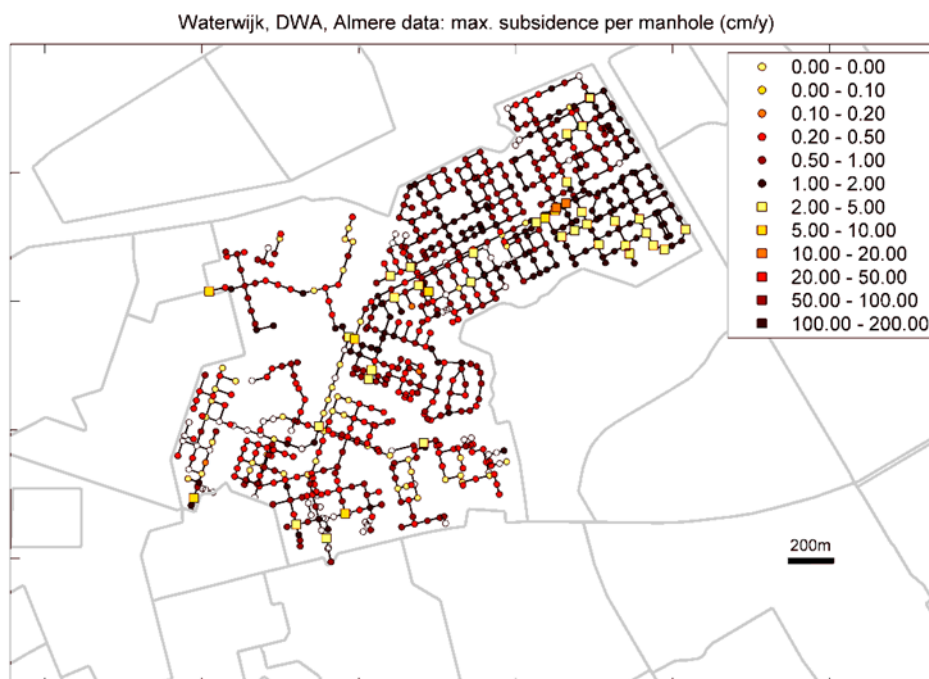 Waterwijk, DWA, Almere data: max. subsidence per manhole (cm/y)
0.00 - 0.00
0.00 - 0.10
0.10 - 0.20
0.20 - 0.50
0.50 - 1.00
1.00 - 2.00
2.00 - 5.00
5.00 - 10.00
10.00 - 20.00
20.00 - 50.00
50.00 - 100.00
100.00 - 200.00
200m